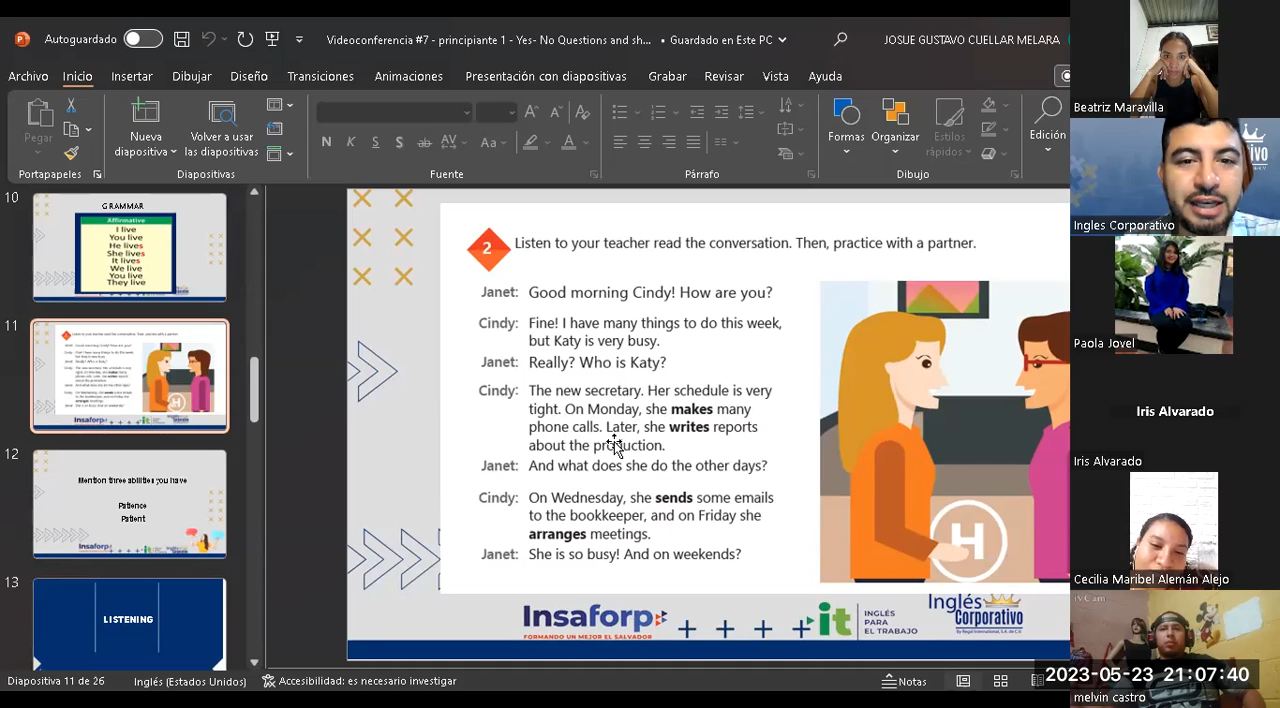 Autoguardado
Videoconferencia #7 - principiante 1 - Yes- No Questions and sh... • Guardado en Este PC
JOSUE GUSTAVO CUELLAR MELARA
Archivo Inicio Insertar Dibujar Diseño Transiciones Animaciones Presentación con diapositivas Grabar Revisar Vista Ayuda
Pegar
Nueva diapositiva
Volver a usar las diapositivas
Formas
Organizar
Estilos rápidos
Edición
Portapapeles
Diapositivas
Fuente
Párrafo
Dibujo
10
GRAMMAR
Affirmative
I live
You live
He lives
She lives
It lives
We live
You live
They live
11
12
Mention three abilities you have
Patience
Patient
13
LISTENING
2 Listen to your teacher read the conversation. Then, practice with a partner.
Janet: Good morning Cindy! How are you?
Cindy: Fine! I have many things to do this week,
but Katy is very busy.
Janet: Really? Who is Katy?
Cindy: The new secretary. Her schedule is very
tight. On Monday, she makes many
phone calls. Later, she writes reports
about the production.
Janet: And what does she do the other days?
Cindy: On Wednesday, she sends some emails
to the bookkeeper, and on Friday she
arranges meetings.
Janet: She is so busy! And on weekends?
H
Insaforp
FORMANDO UN MEJOR EL SALVADOR
it INGLÉS
PARA
EL TRABAJO
Inglés
Corporativo
By Regal International, S.A. de C.V.
Diapositiva 11 de 26
Inglés (Estados Unidos)
Accesibilidad: es necesario investigar
Notas
Beatriz Maravilla
Ingles Corporativo
Paola Jovel
Iris Alvarado
Iris Alvarado
Cecilia Maribel Alemán Alejo
2023-05-23 21:07:40
melvin castro